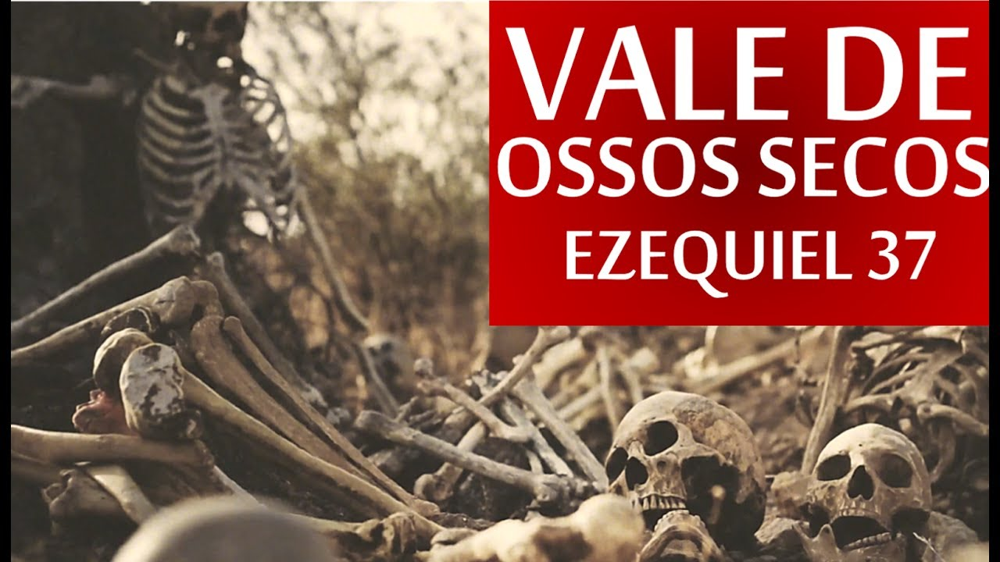 VALE DE
OSSOS SECOS
EZEQUIEL 37